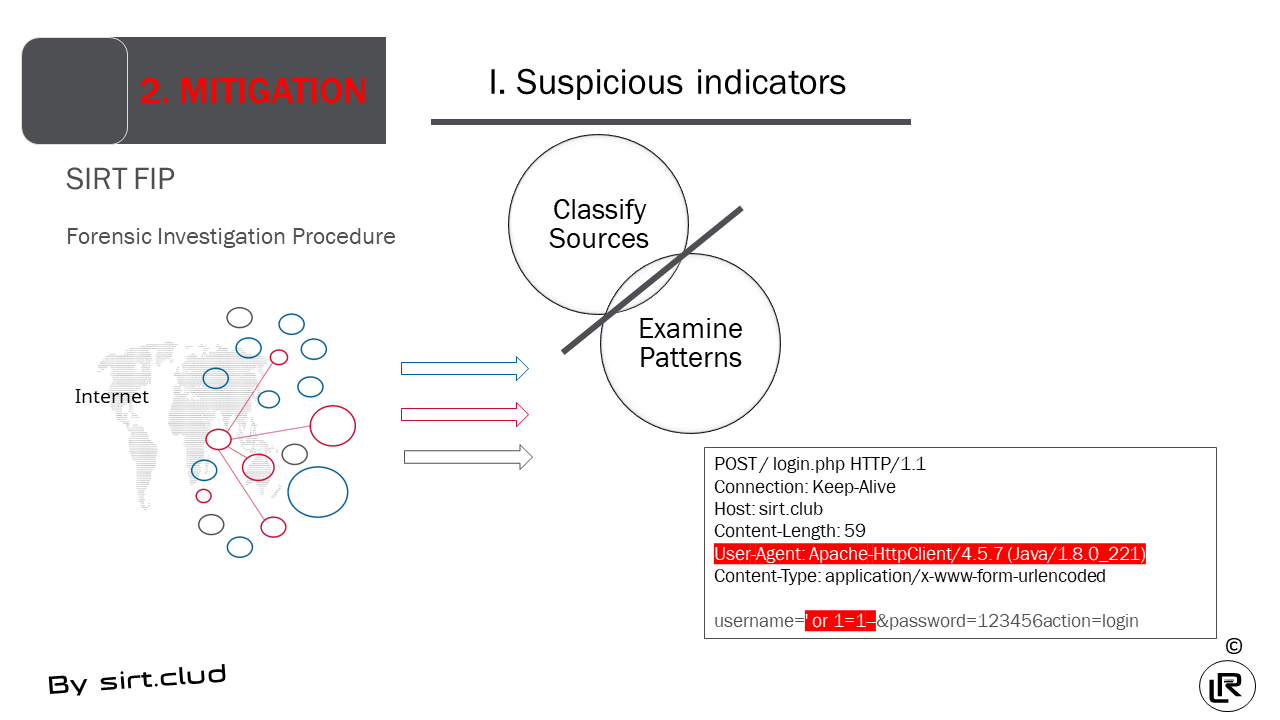 2. MITIGATION
I. Suspicious indicators
SIRT FIP
Forensic Investigation Procedure
Classify
Sources
Examine
Patterns
Internet
POST / login.php HTTP/1.1
Connection: Keep-Alive
Host: sirt.club
Content-Length: 59
User-Agent: Apache-HttpClient/4.5.7 (Java/1.8.0_221)
Content-Type: application/x-www-form-urlencoded
username=' or 1=1--&password=123456action=login
By sirt.clud
©
LR